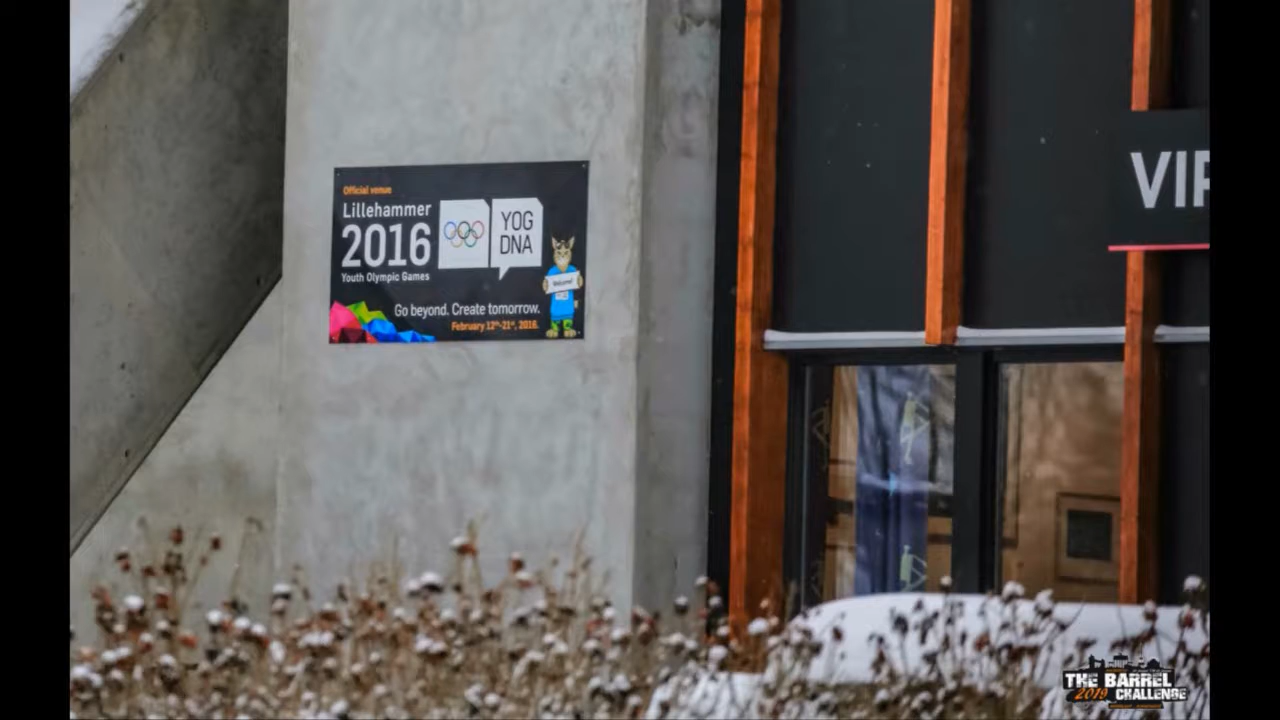 Official venue
Lillehammer
2016
Youth Olympic Games
YOG
DNA
Welcome!
Go beyond. Create tomorrow.
February 12th-21st, 2016.
VIP
THE BARREL
2019 CHALLENGE